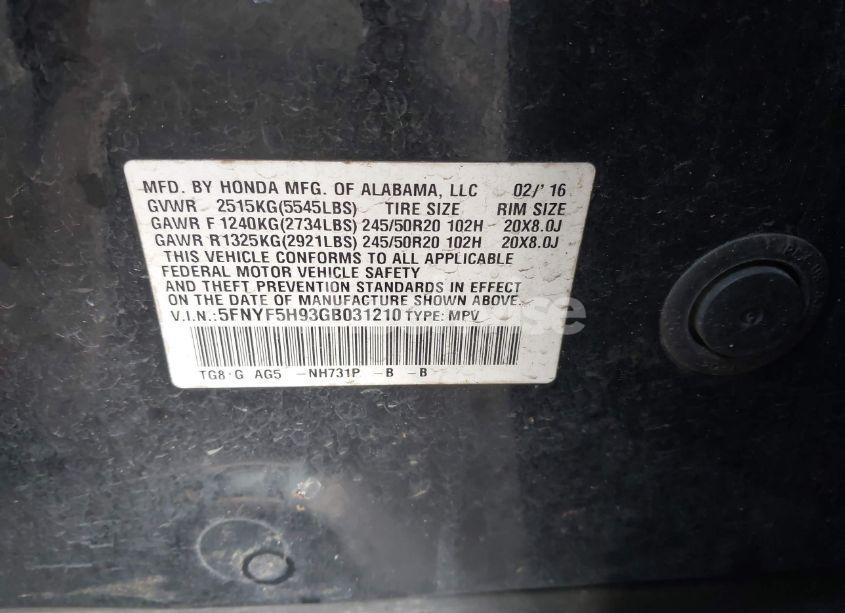 MFD. BY HONDA MFG. OF ALABAMA, LLC 02/' 16
GVWR 2515KG(5545LBS) TIRE SIZE RIM SIZE
GAWR F 1240KG(2734LBS) 245/50R20 102H 20X8.0J
GAWR R1325KG(2921LBS) 245/50R20 102H 20X8.0J
THIS VEHICLE CONFORMS TO ALL APPLICABLE
FEDERAL MOTOR VEHICLE SAFETY
AND THEFT PREVENTION STANDARDS IN EFFECT
ON THE DATE OF MANUFACTURE SHOWN ABOVE.
V.I.N.: 5FNYF5H93GB031210 TYPE: MPV
TG8-G AG5 -NH731P -B -B